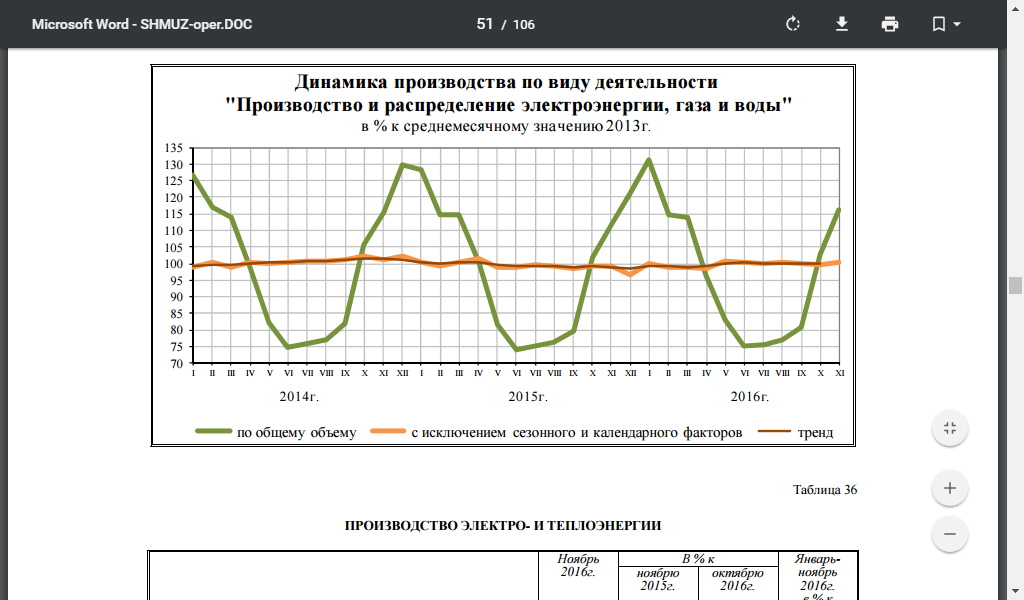 Microsoft Word - SHMUZ-oper.DOC
51 / 106
Динамика производства по виду деятельности
"Производство и распределение электроэнергии, газа и воды"
в % к среднемесячному значению 2013г.
135
130
125
120
115
110
105
100
95
90
85
80
75
70
I II III IV V VI VII VIII IX X XI XII I II III IV V VI VII VIII IX X XI XII I II III IV V VI VII VIII IX X XI
2014г. 2015г. 2016г.
по общему объему с исключением сезонного и календарного факторов тренд
Таблица 36
ПРОИЗВОДСТВО ЭЛЕКТРО- И ТЕПЛОЭНЕРГИИ
Ноябрь 2016г.
В % к
ноябрю 2015г.
октябрю 2016г.
Январь-
ноябрь
2016г.
в % к